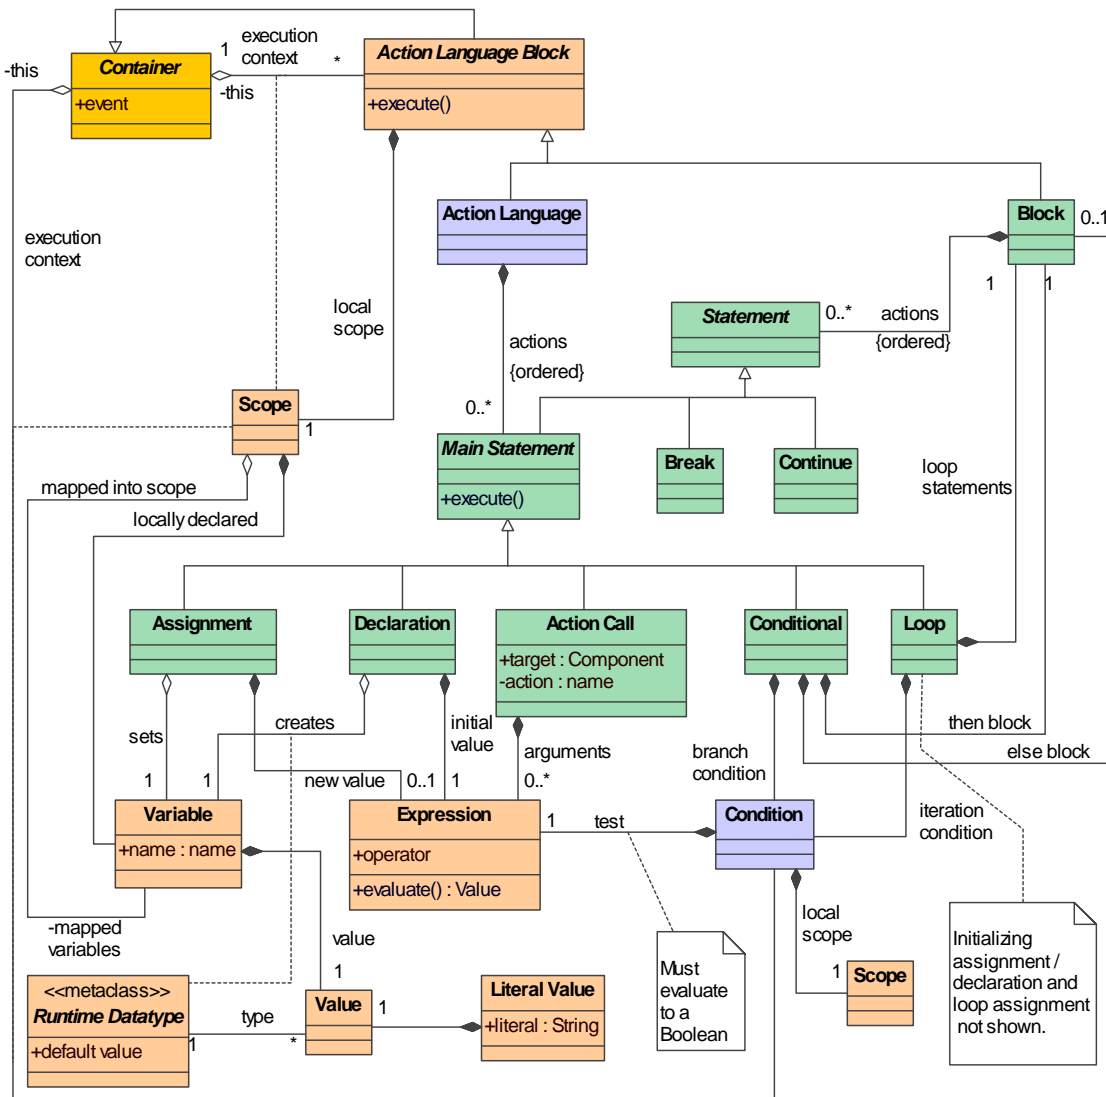 execution
context
1
*
-this
-this
Container
+event
Action Language Block
+execute()
Action Language
Block
0..1
execution
context
1
1
local
scope
Statement
0..*
actions
{ordered}
actions
{ordered}
0..*
Scope
1
Main Statement
+execute()
Break
Continue
loop
statements
mapped into scope
locally declared
Assignment
Declaration
Action Call
+target : Component
-action : name
Conditional
Loop
creates
initial
value
sets
then block
else block
new value
arguments
branch
condition
1
1
0..1
1
0..*
Variable
+name : name
Expression
+operator
+evaluate() : Value
1
test
Condition
iteration
condition
-mapped
variables
value
1
local
scope
1
Must
evaluate
to a
Boolean
Initializing
assignment /
declaration and
loop assignment
not shown.
<<metaclass>>
Runtime Datatype
+default value
type
1
*
Value
1
Literal Value
+literal : String
Scope